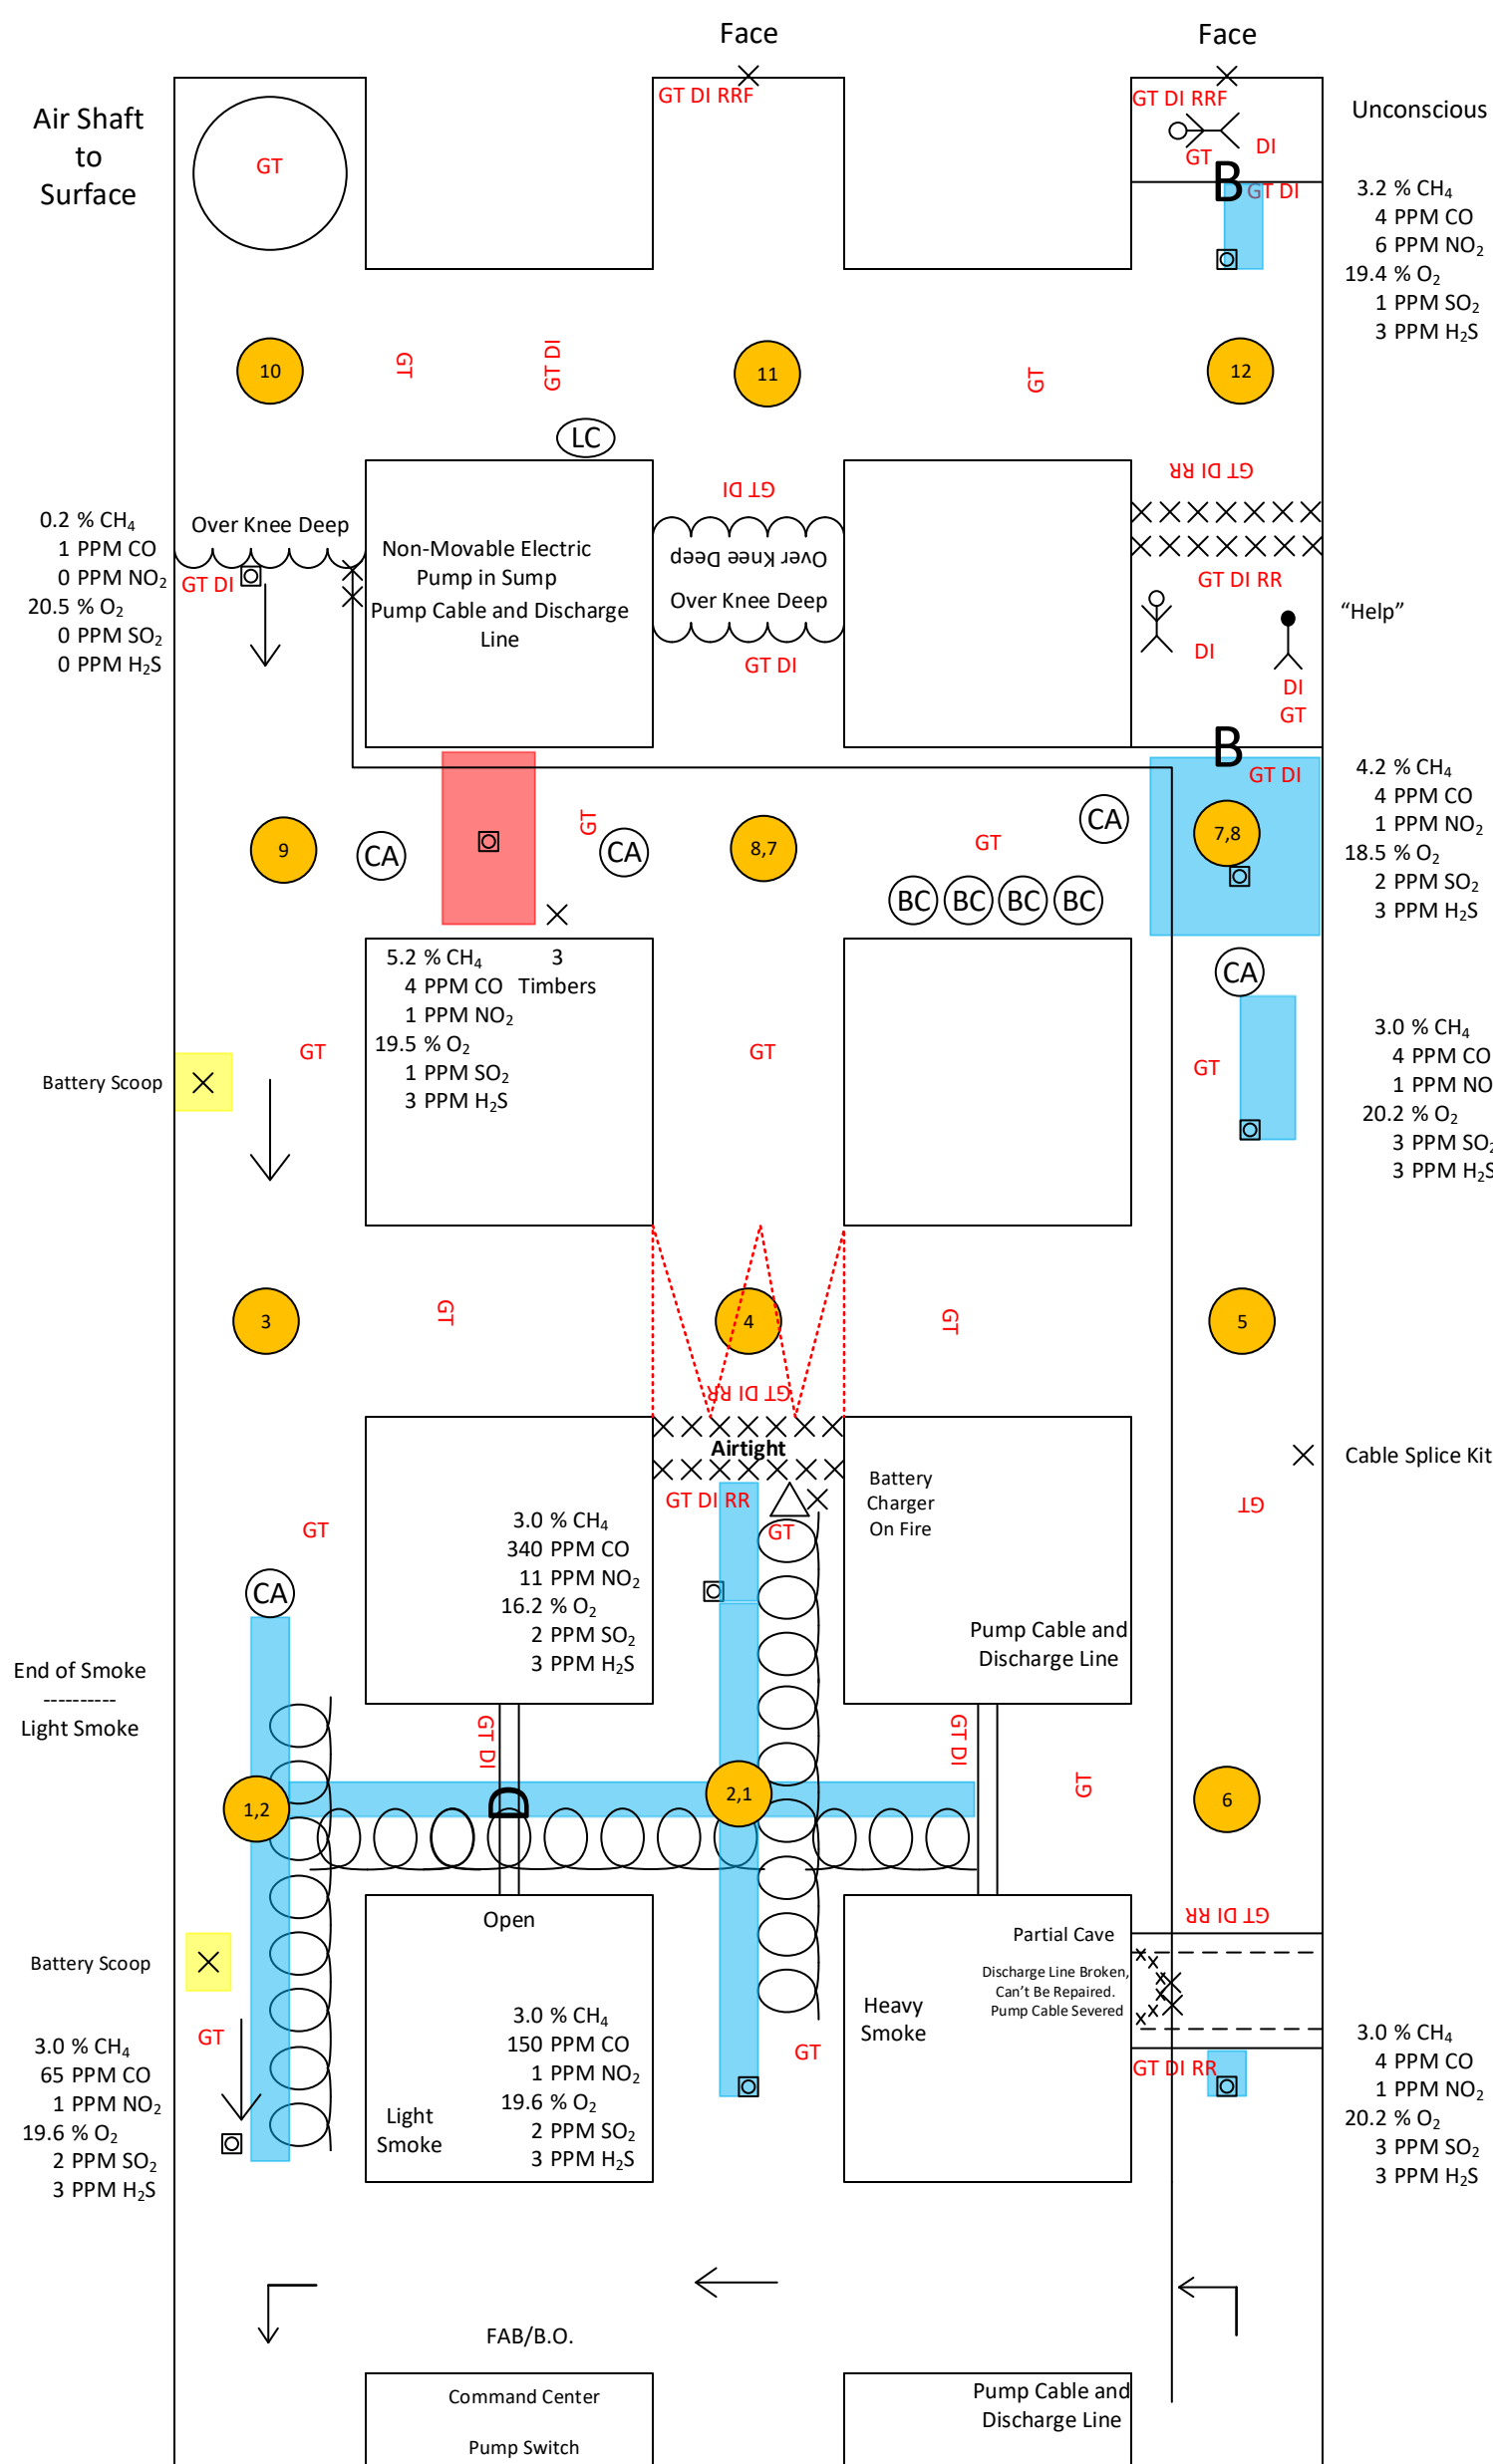 Face
Face
GT DI RRF
GT DI RRF
Air Shaft
to
Surface
GT
Unconscious
DI
GT
B
GT DI
3.2 % CH₄
4 PPM CO
6 PPM NO₂
19.4 % O₂
1 PPM SO₂
3 PPM H₂S
10
GT
GT DI
11
GT
12
LC
GT DI
GT DI RR
0.2 % CH₄
1 PPM CO
0 PPM NO₂
20.5 % O₂
0 PPM SO₂
0 PPM H₂S
Over Knee Deep
GT DI
Non-Movable Electric
Pump in Sump
Pump Cable and Discharge
Line
Over Knee Deep
Over Knee Deep
GT DI
GT DI RR
"Help"
DI
DI
GT
B
GT DI
4.2 % CH₄
4 PPM CO
1 PPM NO₂
18.5 % O₂
2 PPM SO₂
3 PPM H₂S
9
CA
GT
CA
8,7
GT
CA
7,8
BC
BC
BC
BC
5.2 % CH₄
4 PPM CO
1 PPM NO₂
19.5 % O₂
1 PPM SO₂
3 PPM H₂S
3
Timbers
CA
GT
GT
GT
3.0 % CH₄
4 PPM CO
1 PPM NO
20.2 % O₂
3 PPM SO₂
3 PPM H₂S
Battery Scoop
3
GT
4
GT
5
GT DI RR
Airtight
GT DI RR
GT
Battery
Charger
On Fire
Cable Splice Kit
GT
GT
3.0 % CH₄
340 PPM CO
11 PPM NO₂
16.2 % O₂
2 PPM SO₂
3 PPM H₂S
CA
Pump Cable and
Discharge Line
End of Smoke
----------
Light Smoke
GT DI
GT DI
GT
1,2
2,1
6
Open
GT DI RR
Partial Cave
Discharge Line Broken,
Can't Be Repaired.
Pump Cable Severed
Battery Scoop
Heavy
Smoke
3.0 % CH₄
150 PPM CO
1 PPM NO₂
19.6 % O₂
2 PPM SO₂
3 PPM H₂S
Light
Smoke
GT
GT
GT DI RR
3.0 % CH₄
65 PPM CO
1 PPM NO₂
19.6 % O₂
2 PPM SO₂
3 PPM H₂S
3.0 % CH₄
4 PPM CO
1 PPM NO₂
20.2 % O₂
3 PPM SO₂
3 PPM H₂S
FAB/B.O.
Command Center
Pump Switch
Pump Cable and
Discharge Line